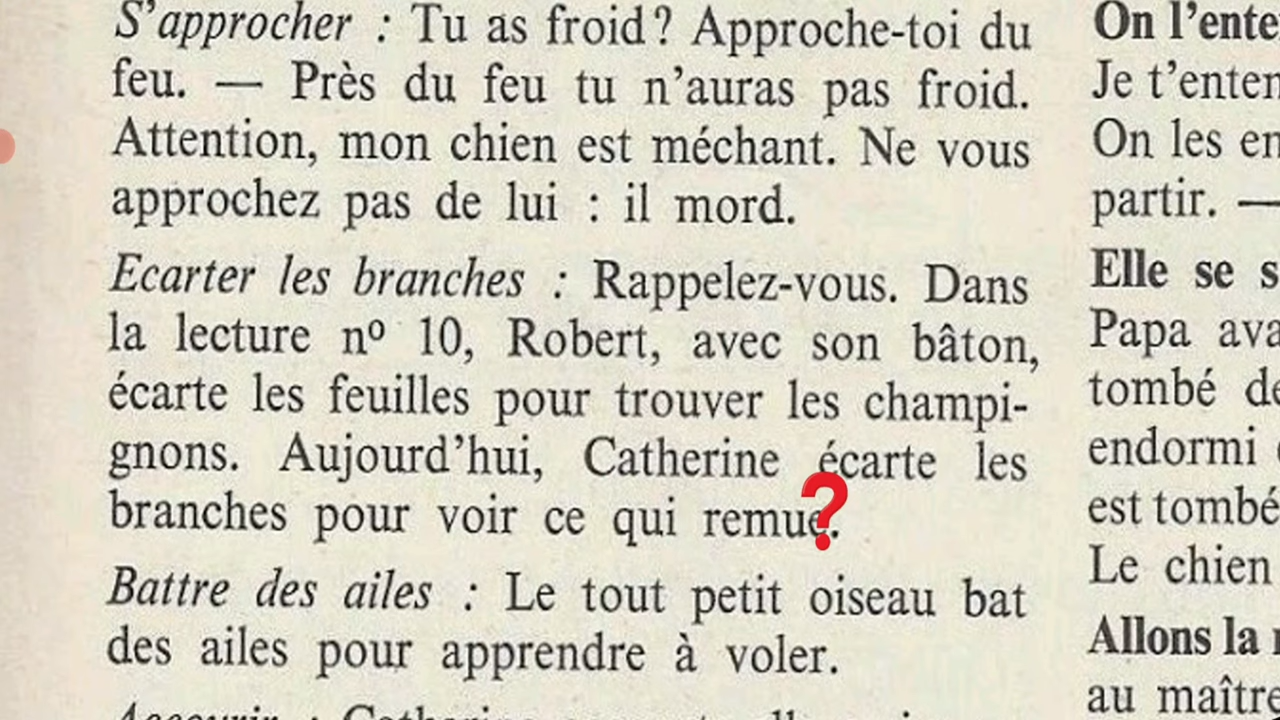 S'approcher : Tu as froid ? Approche-toi du
feu. — Près du feu tu n'auras pas froid.
Attention, mon chien est méchant. Ne vous
approchez pas de lui : il mord.
Ecarter les branches : Rappelez-vous. Dans
la lecture nº 10, Robert, avec son bâton,
écarte les feuilles pour trouver les champi-
gnons. Aujourd'hui, Catherine écarte les
branches pour voir ce qui remue.
?
Battre des ailes : Le tout petit oiseau bat
des ailes pour apprendre à voler.
On l'ente
Je t'enten
On les en
partir. —
Elle se s
Papa ava
tombé de
endormi
est tombé
Le chien
Allons la
au maître